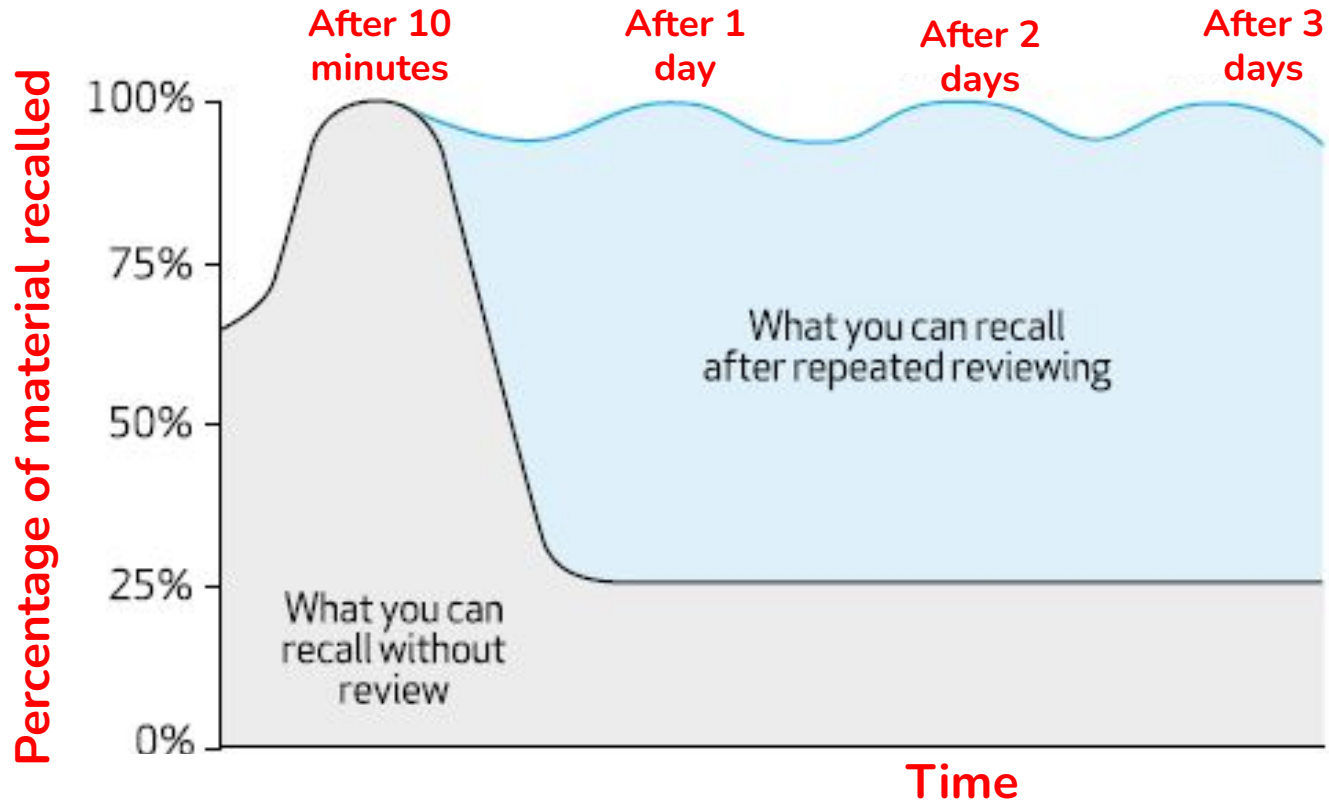 After 10
minutes
After 1
day
After 2
days
After 3
days
Percentage of material recalled
100%
75%
50%
25%
0%
What you can recall
after repeated reviewing
What you can
recall without
review
Time